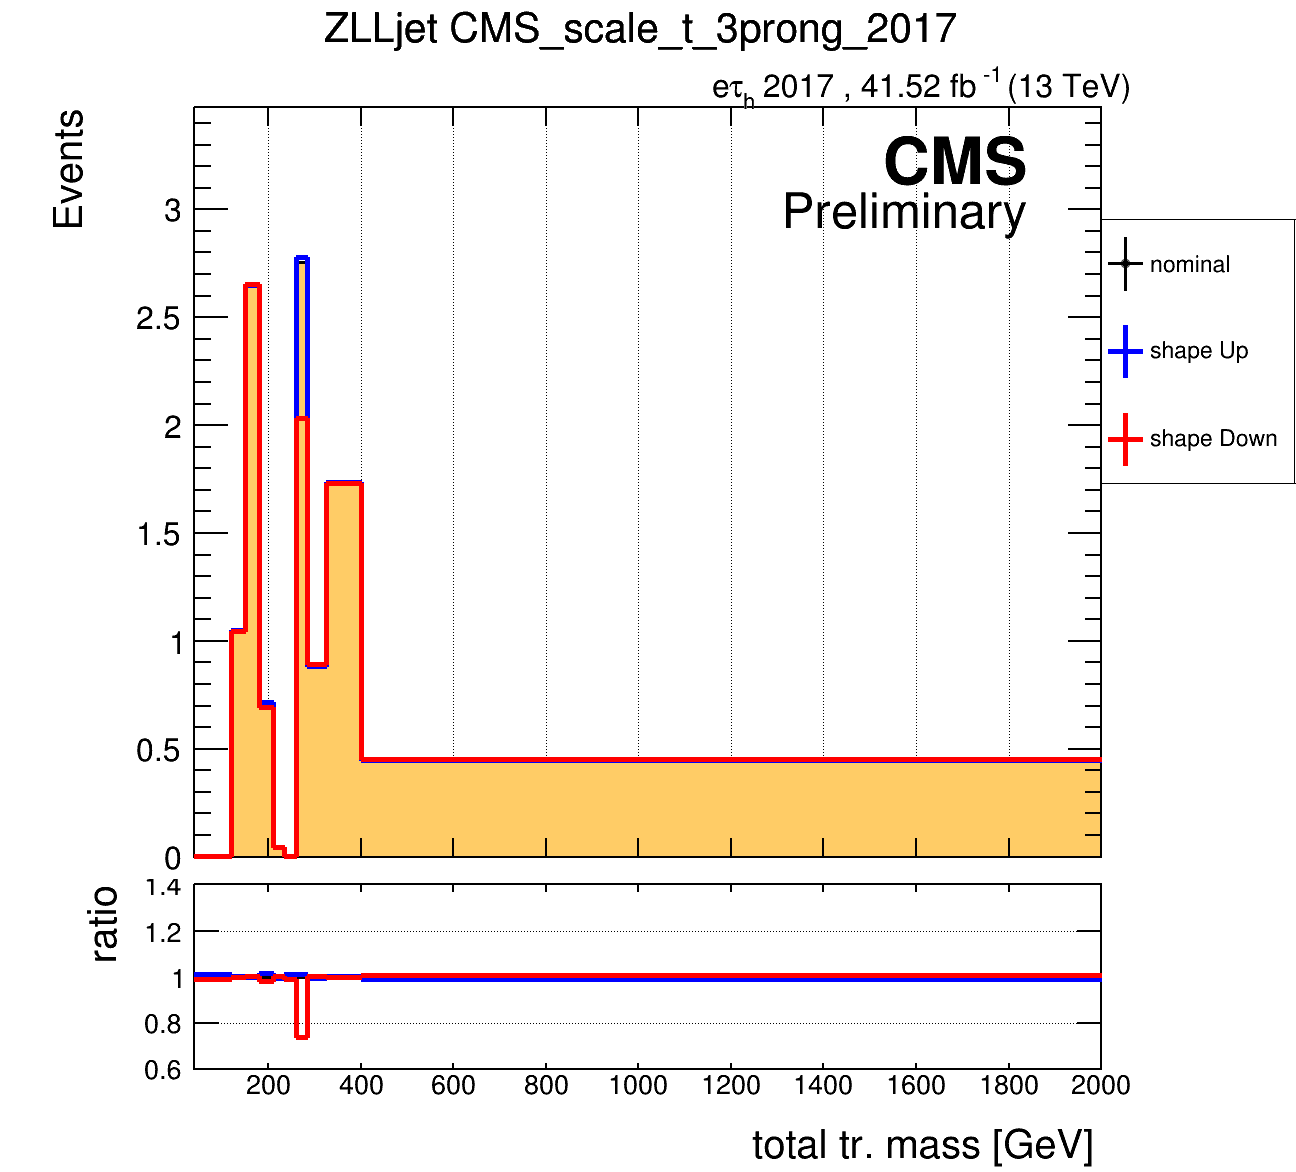 ZLLjet CMS_scale_t_3prong_2017
eτh 2017 , 41.52 fb -1 (13 TeV)
Events
CMS
Preliminary
3
2.5
2
1.5
1
0.5
0
nominal
shape Up
shape Down
ratio
1.4
1.2
1
0.8
0.6
200 400 600 800 1000 1200 1400 1600 1800 2000
total tr. mass [GeV]